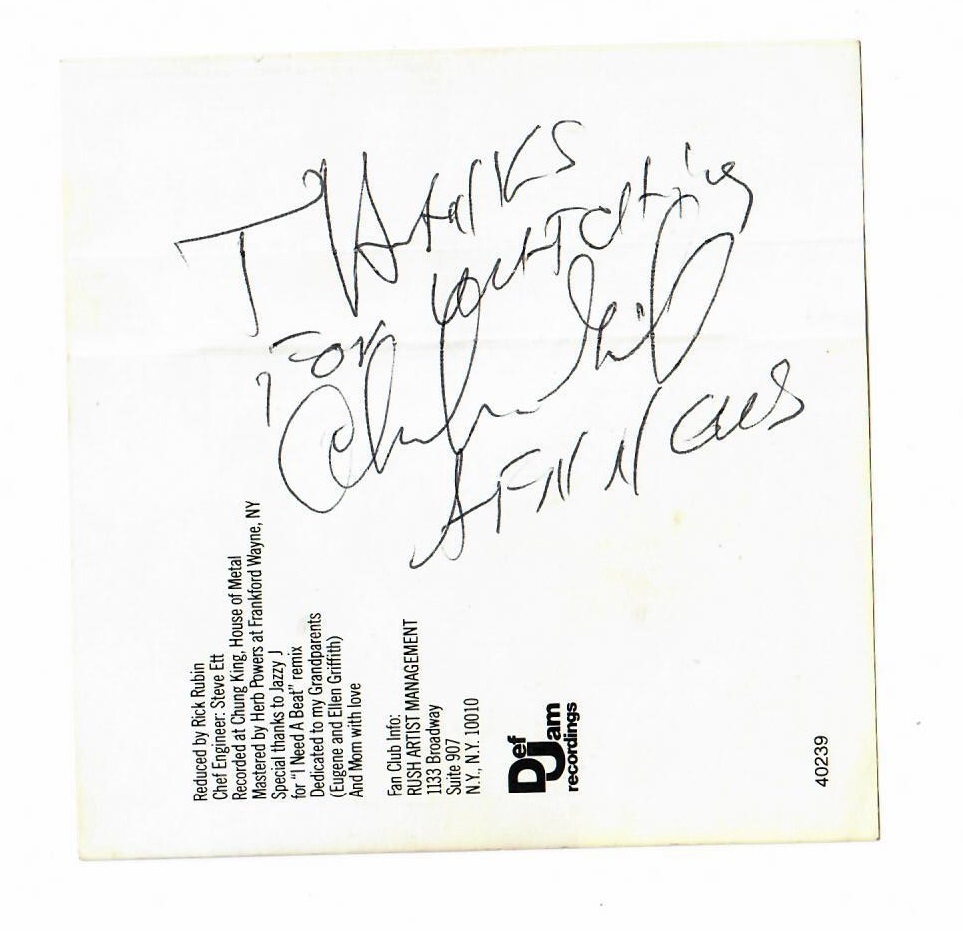 THANKS
FOR WATCHING
AFN News
Reduced by Rick Rubin
Chef Engineer: Steve Ett
Recorded at Chung King, House of Metal
Mastered by Herb Powers at Frankford Wayne, NY
Special thanks to Jazzy J
for "I Need A Beat" remix
Dedicated to my Grandparents
(Eugene and Ellen Griffith)
And Mom with love
Fan Club Info:
RUSH ARTIST MANAGEMENT
1133 Broadway
Suite 907
N.Y., N.Y. 10010
Def
Jam
recordings
40239